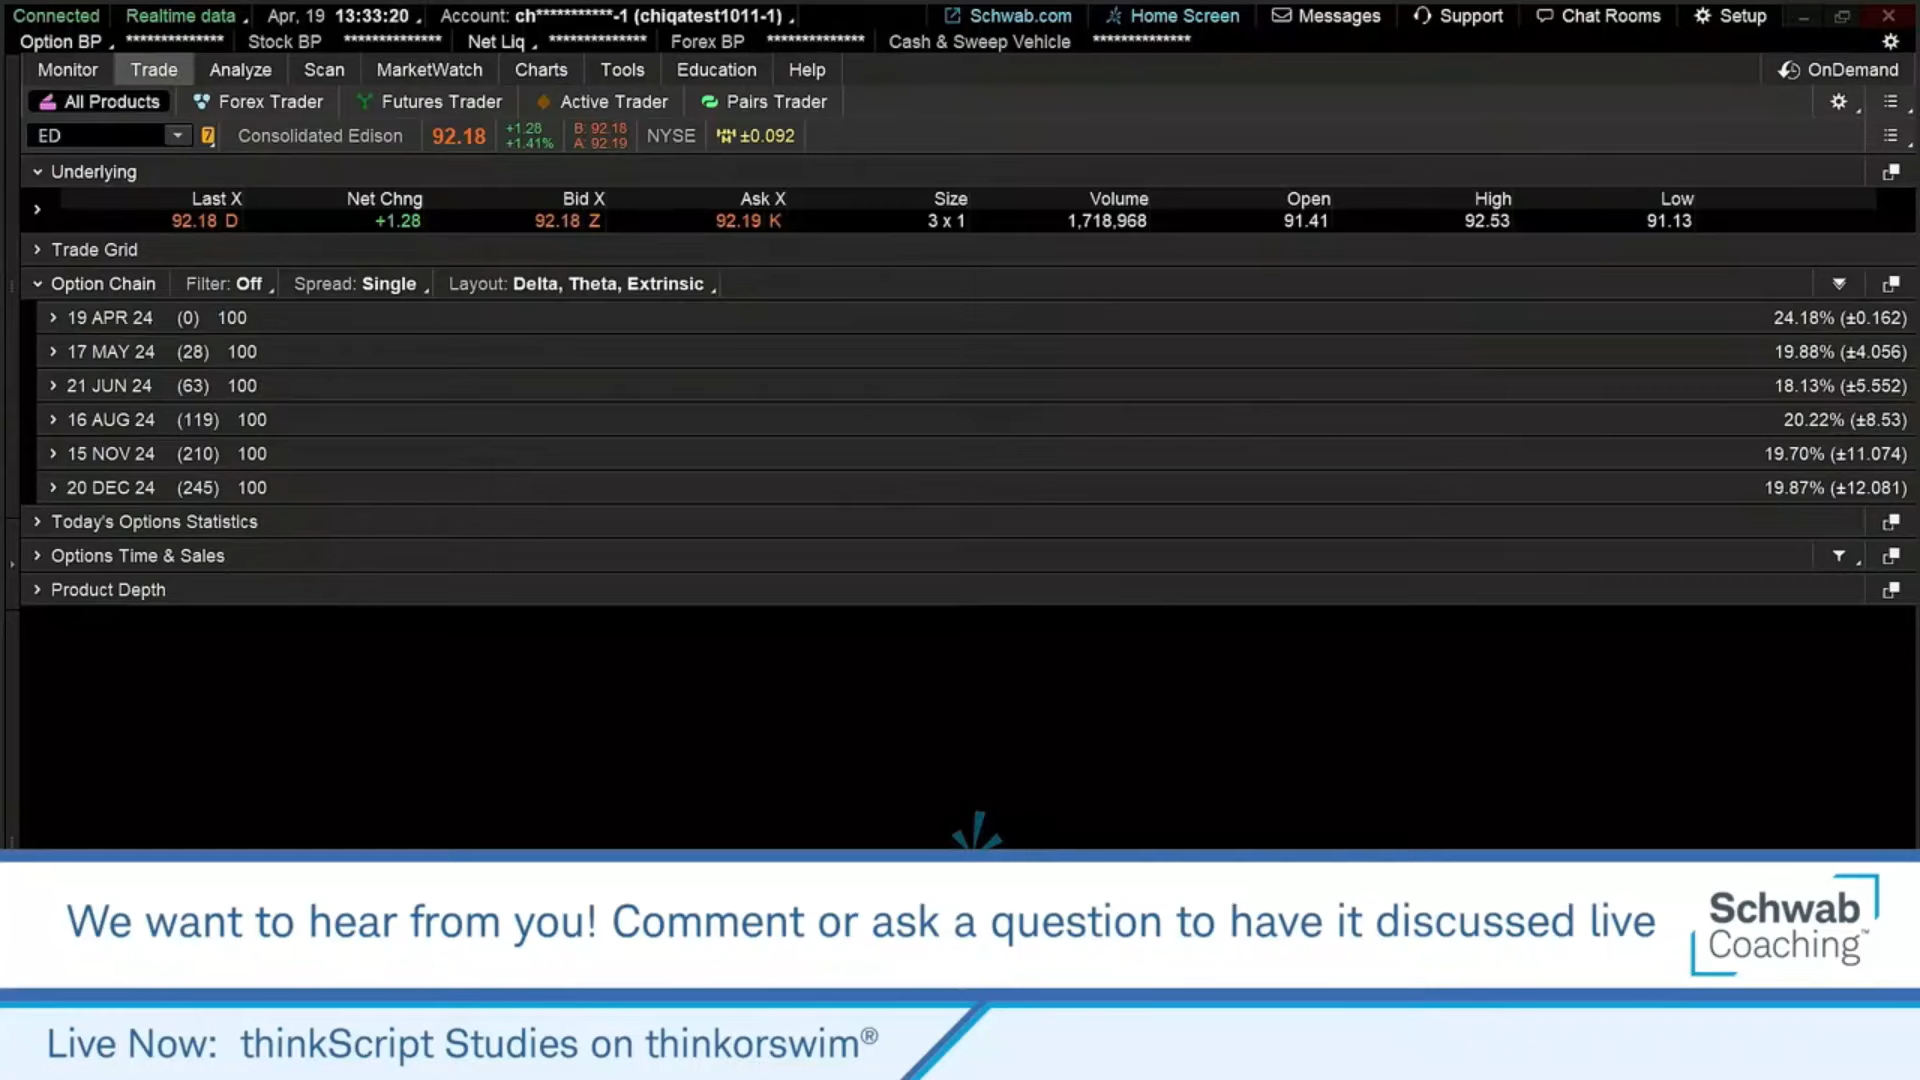 Connected Realtime data Apr, 19 13:33:20 Account: ch***********-1 (chiqatest1011-1) Schwab.com Home Screen Messages Support Chat Rooms Setup
Option BP ************** Stock BP ************** Net Liq ************** Forex BP ************** Cash & Sweep Vehicle **************
Monitor Trade Analyze Scan MarketWatch Charts Tools Education Help OnDemand
All Products Forex Trader Futures Trader Active Trader Pairs Trader
ED 7 Consolidated Edison 92.18 +1.28 +1.41% B: 92.18 A: 92.19 NYSE ±0.092
Underlying
Last X Net Chng Bid X Ask X Size Volume Open High Low
92.18 D +1.28 92.18 Z 92.19 K 3 x 1 1,718,968 91.41 92.53 91.13
Trade Grid
Option Chain Filter: Off Spread: Single Layout: Delta, Theta, Extrinsic
19 APR 24 (0) 100 24.18% (±0.162)
17 MAY 24 (28) 100 19.88% (±4.056)
21 JUN 24 (63) 100 18.13% (±5.552)
16 AUG 24 (119) 100 20.22% (±8.53)
15 NOV 24 (210) 100 19.70% (±11.074)
20 DEC 24 (245) 100 19.87% (±12.081)
Today's Options Statistics
Options Time & Sales
Product Depth
We want to hear from you! Comment or ask a question to have it discussed live
Schwab
Coaching™
Live Now: thinkScript Studies on thinkorswim®